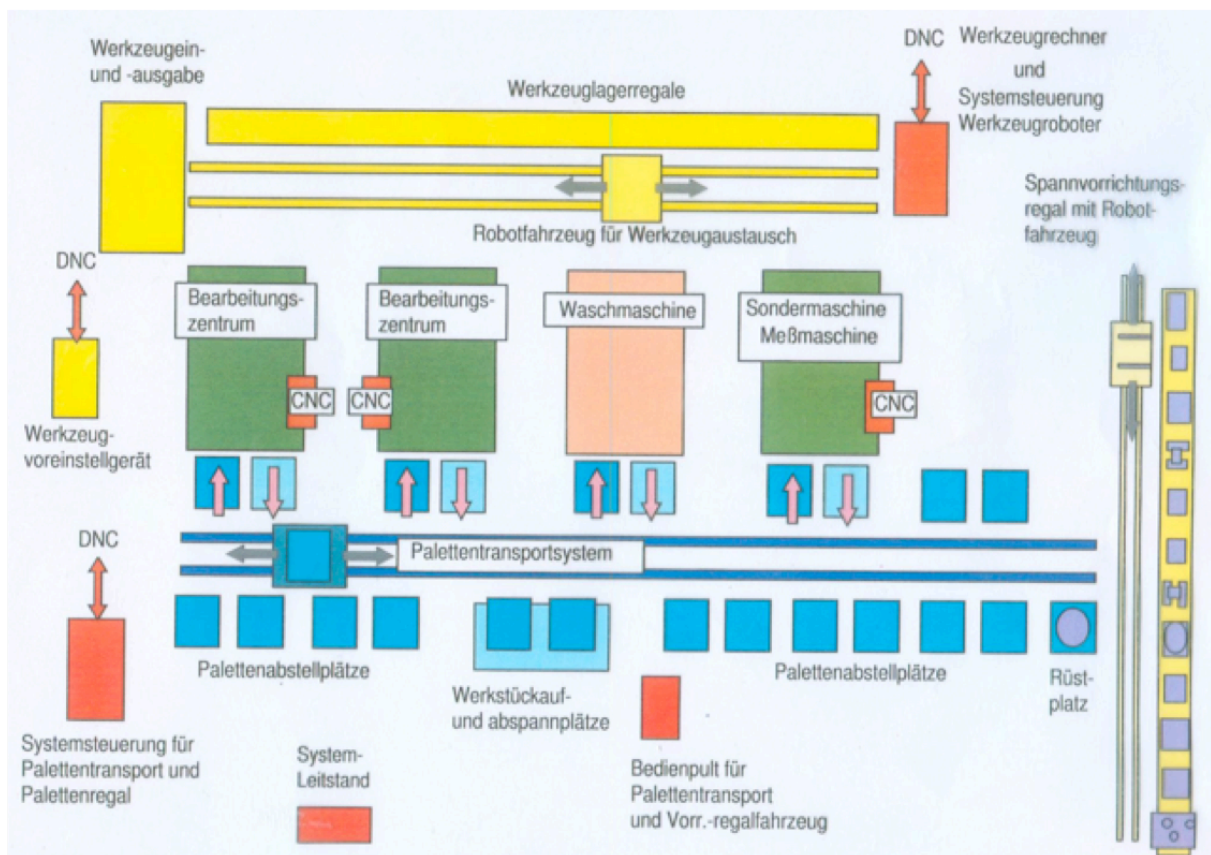 Werkzeugein-
und -ausgabe
Werkzeuglagerregale
DNC
Werkzeugrechner
und
Systemsteuerung
Werkzeugroboter
Robotfahrzeug für Werkzeugaustausch
Spannvorrichtungs-
regal mit Robot-
fahrzeug
DNC
Werkzeug-
voreinstellgerät
Bearbeitungs-
zentrum
CNC
Bearbeitungs-
zentrum
CNC
Waschmaschine
Sondermaschine
Meßmaschine
CNC
DNC
Palettentransportsystem
Palettenabstellplätze
Werkstückauf-
und abspannplätze
Palettenabstellplätze
Rüst-
platz
Systemsteuerung für
Palettentransport und
Palettenregal
System-
Leitstand
Bedienpult für
Palettentransport
und Vorr.-regalfahrzeug